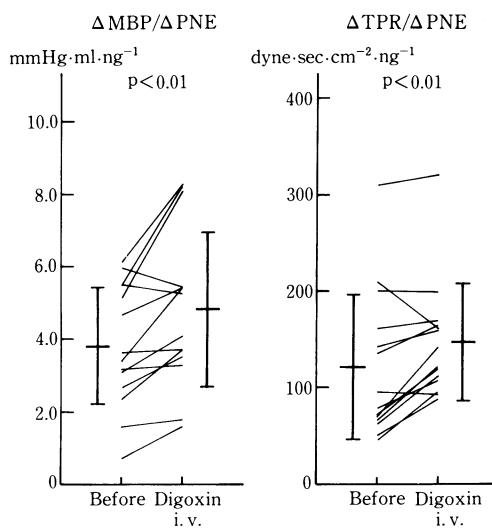 ΔMBP/ΔPNE
mmHg·ml·ng⁻¹
p<0.01
10.0
8.0
6.0
4.0
2.0
0
Before Digoxin
i. v.
ΔTPR/ΔPNE
dyne·sec·cm⁻²·ng⁻¹
p<0.01
400
300
200
100
0
Before Digoxin
i. v.